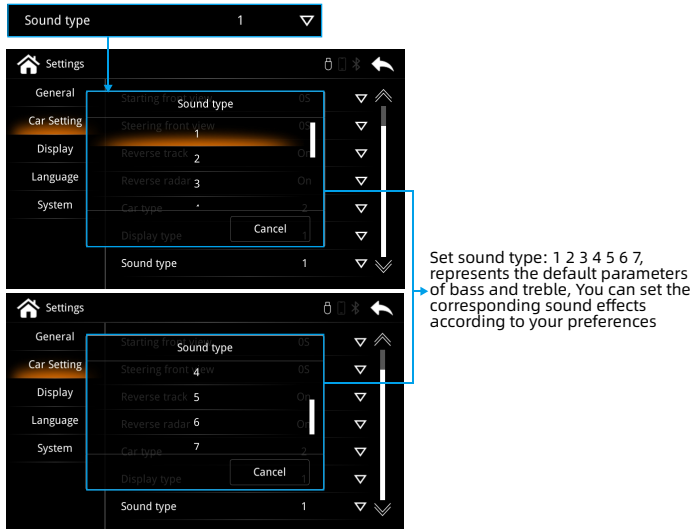 Sound type 1
Settings
General
Car Setting
Display
Language
System
Starting front view 0S
Sound type
Steering front view 0S
1
Reverse track On
2
Reverse radar On
3
Car type 2
Display type 1
Cancel
Sound type 1
Set sound type: 1 2 3 4 5 6 7,
represents the default parameters
of bass and treble, You can set the
corresponding sound effects
according to your preferences
Settings
General
Car Setting
Display
Language
System
Starting front view 0S
Sound type
Steering front view 0S
4
Reverse track On
5
Reverse radar On
6
Car type 2
7
Display type 1
Cancel
Sound type 1